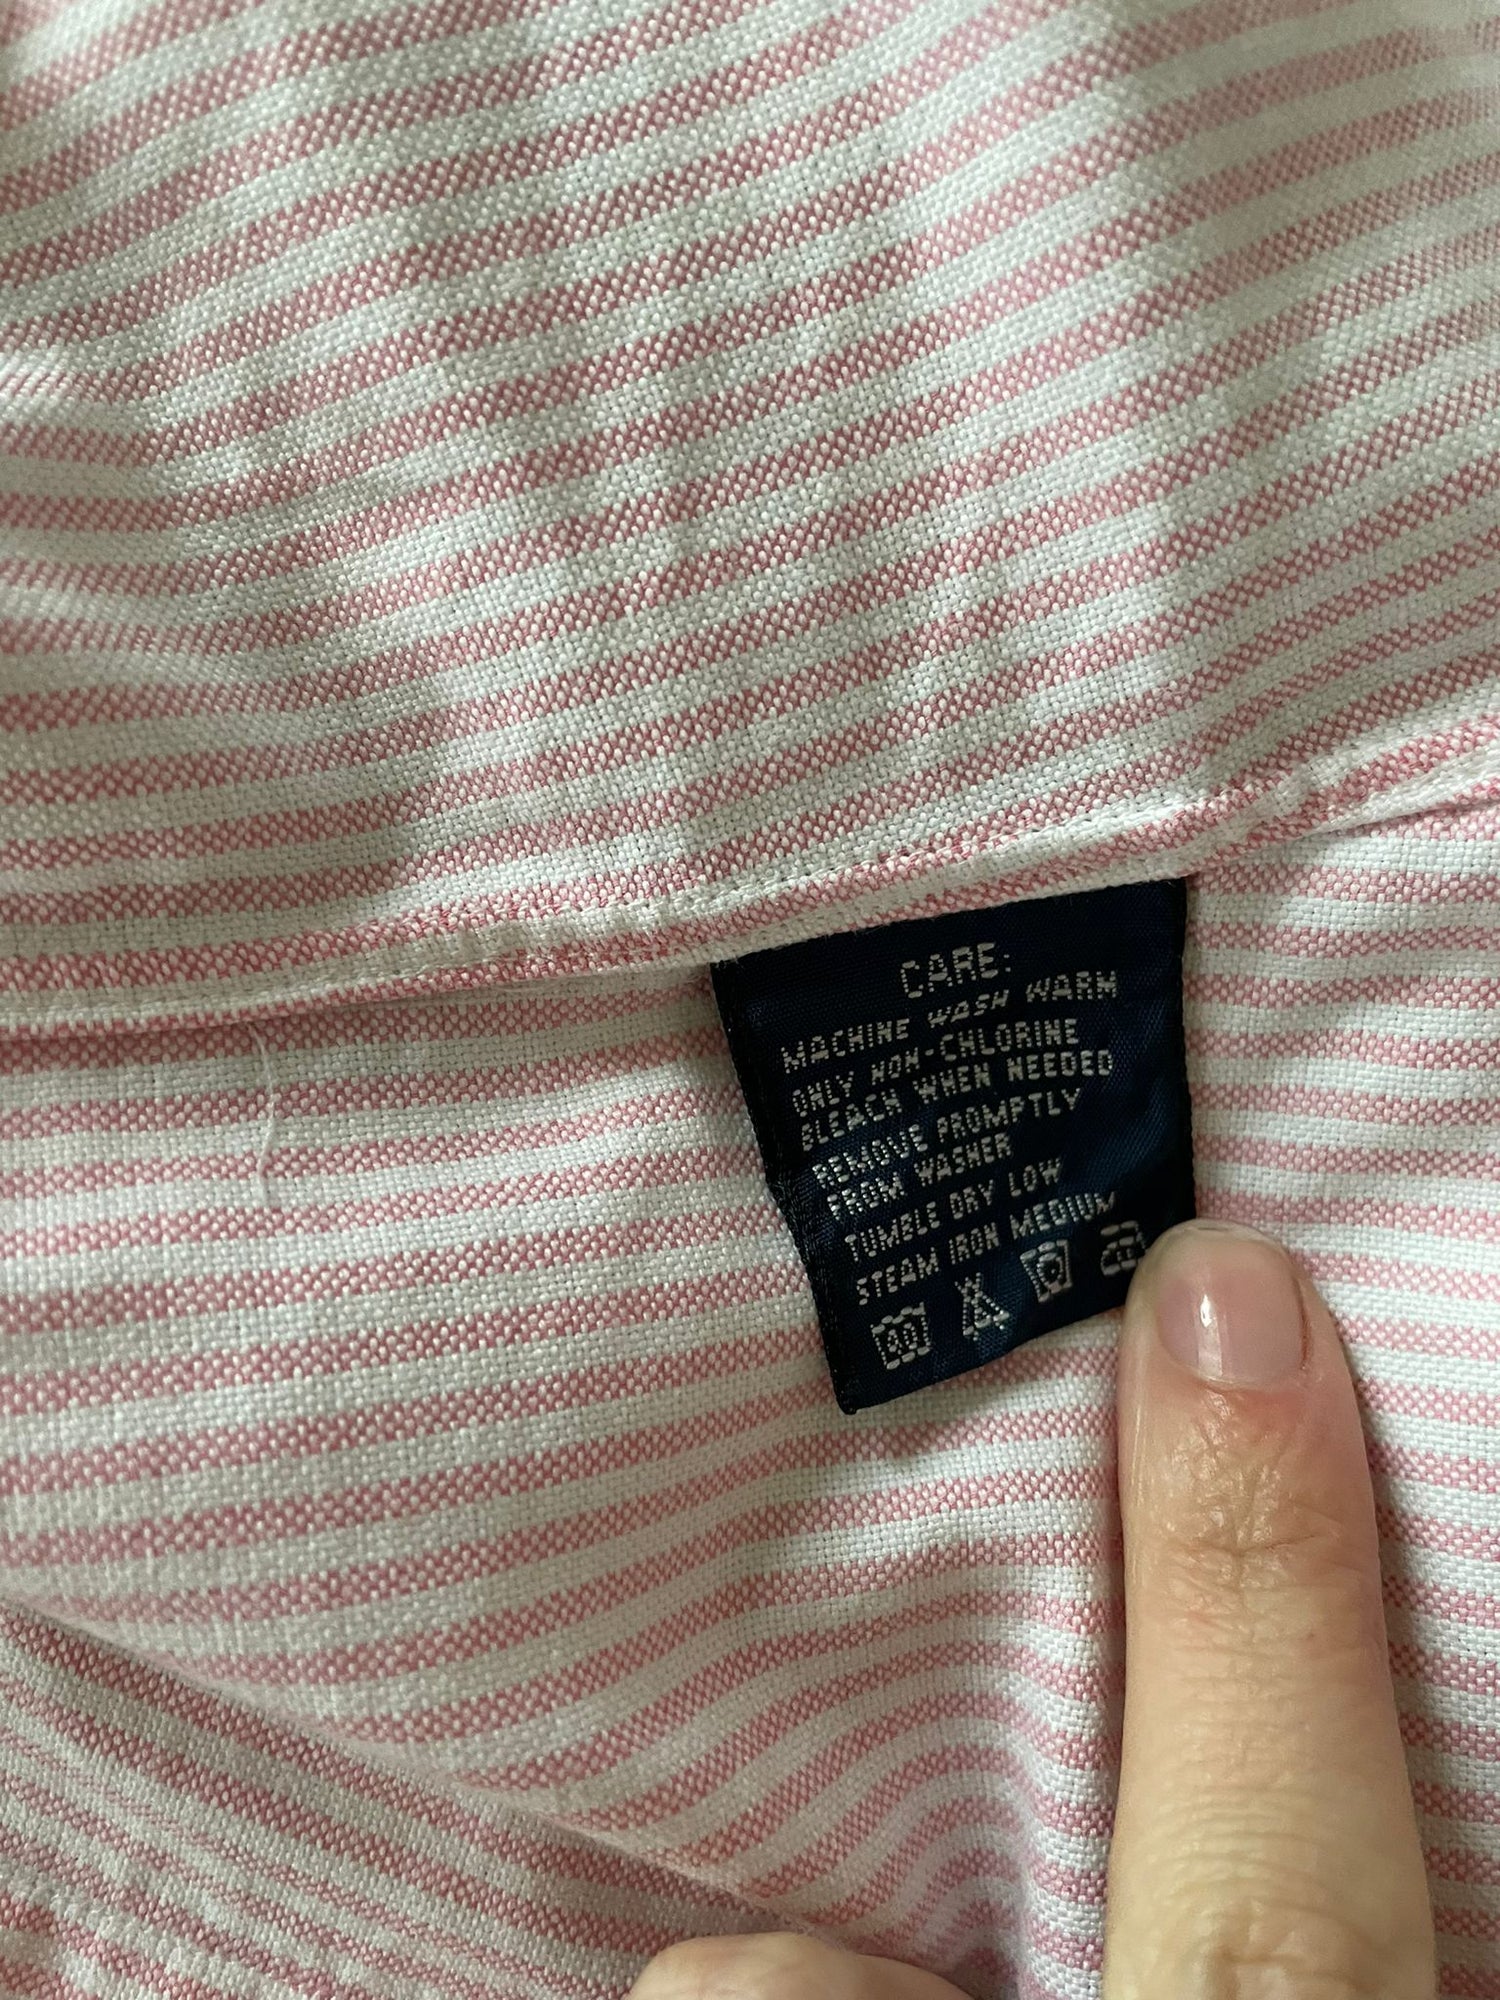 CARE:
MACHINE WASH WARM
ONLY NON-CHLORINE
BLEACH WHEN NEEDED
REMOVE PROMPTLY
FROM WASHER
TUMBLE DRY LOW
STEAM IRON MEDIUM
40